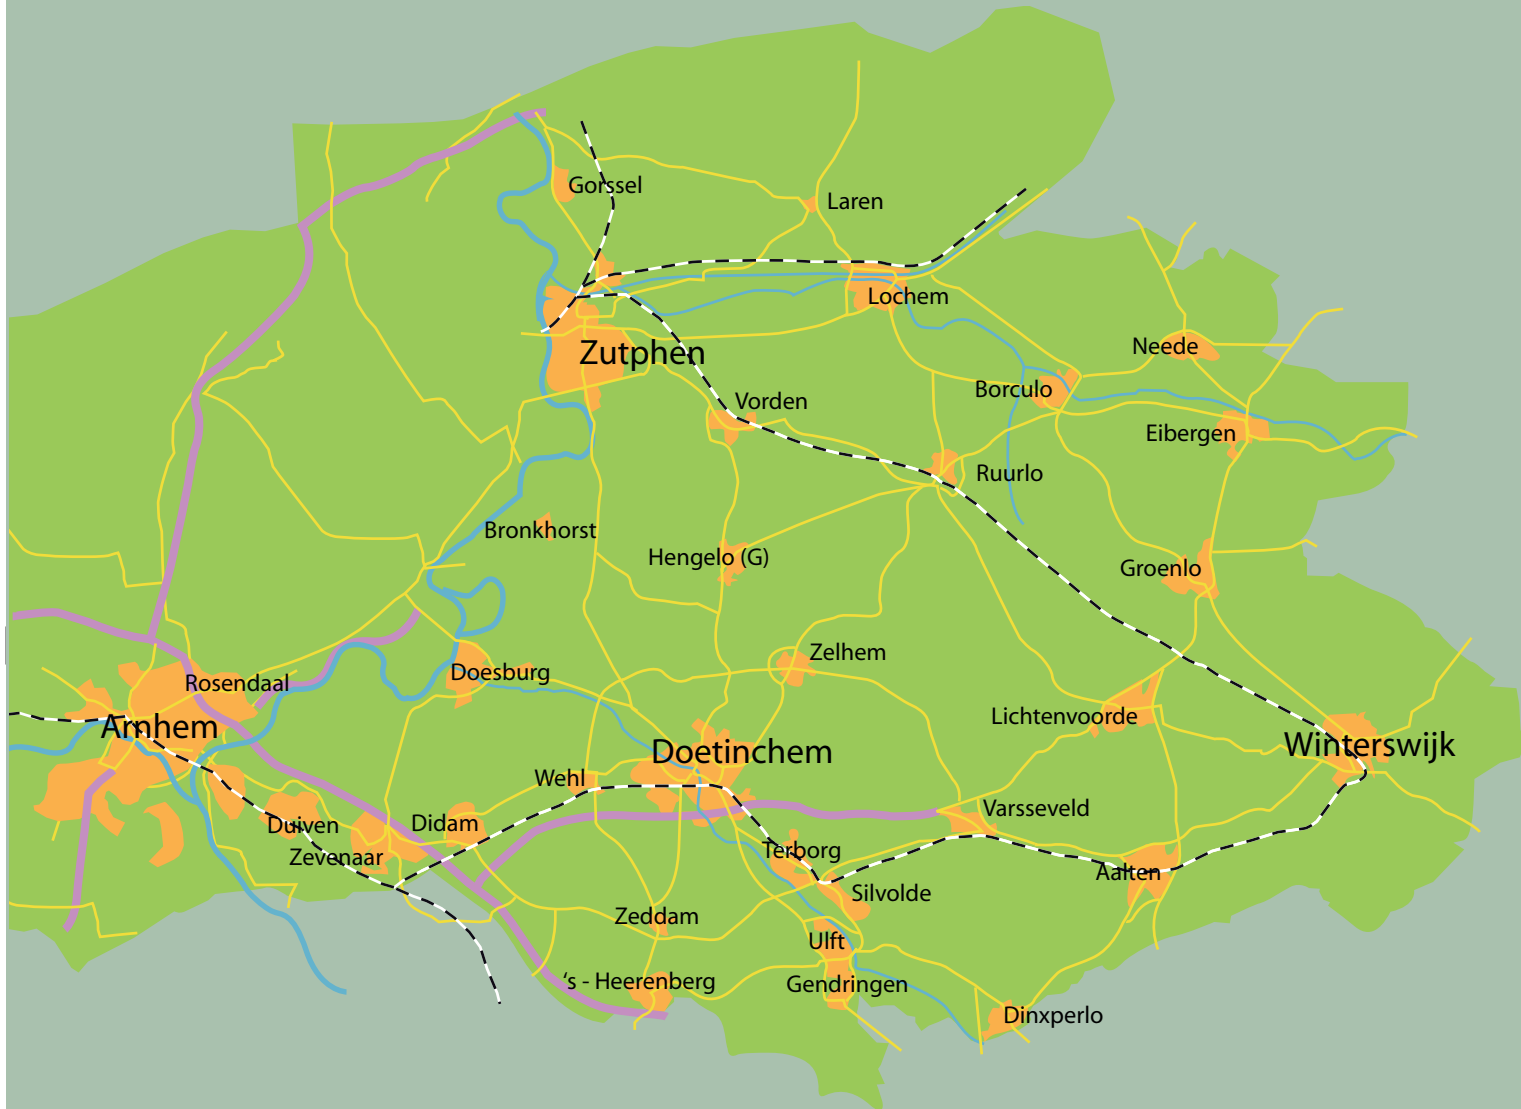 Gorssel
Laren
Lochem
Zutphen
Neede
Borculo
Vorden
Eibergen
Ruurlo
Bronkhorst
Hengelo (G)
Groenlo
Zelhem
Doesburg
Rosendaal
Lichtenvoorde
Arnhem
Doetinchem
Winterswijk
Wehl
Varsseveld
Duiven
Didam
Zevenaar
Terborg
Aalten
Silvolde
Zeddam
Ulft
's - Heerenberg
Gendringen
Dinxperlo